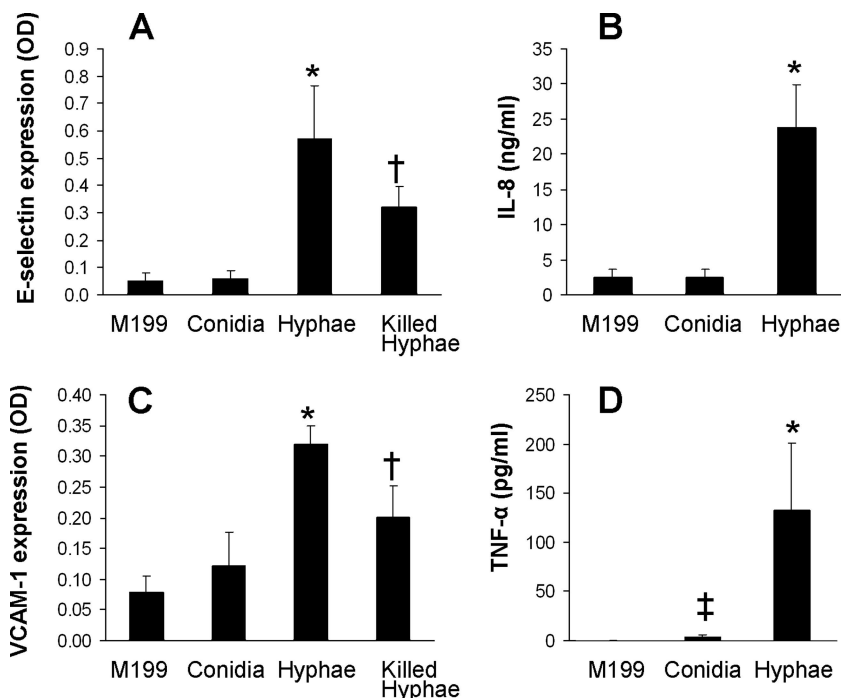 A
E-selectin expression (OD)
0.9
0.8
0.7
0.6
0.5
0.4
0.3
0.2
0.1
0.0
*
†
M199 Conidia Hyphae Killed
Hyphae
B
IL-8 (ng/ml)
35
30
25
20
15
10
5
0
*
M199 Conidia Hyphae
C
VCAM-1 expression (OD)
0.40
0.35
0.30
0.25
0.20
0.15
0.10
0.05
0.00
*
†
M199 Conidia Hyphae Killed
Hyphae
D
TNF-α (pg/ml)
250
200
150
100
50
0
*
‡
M199 Conidia Hyphae